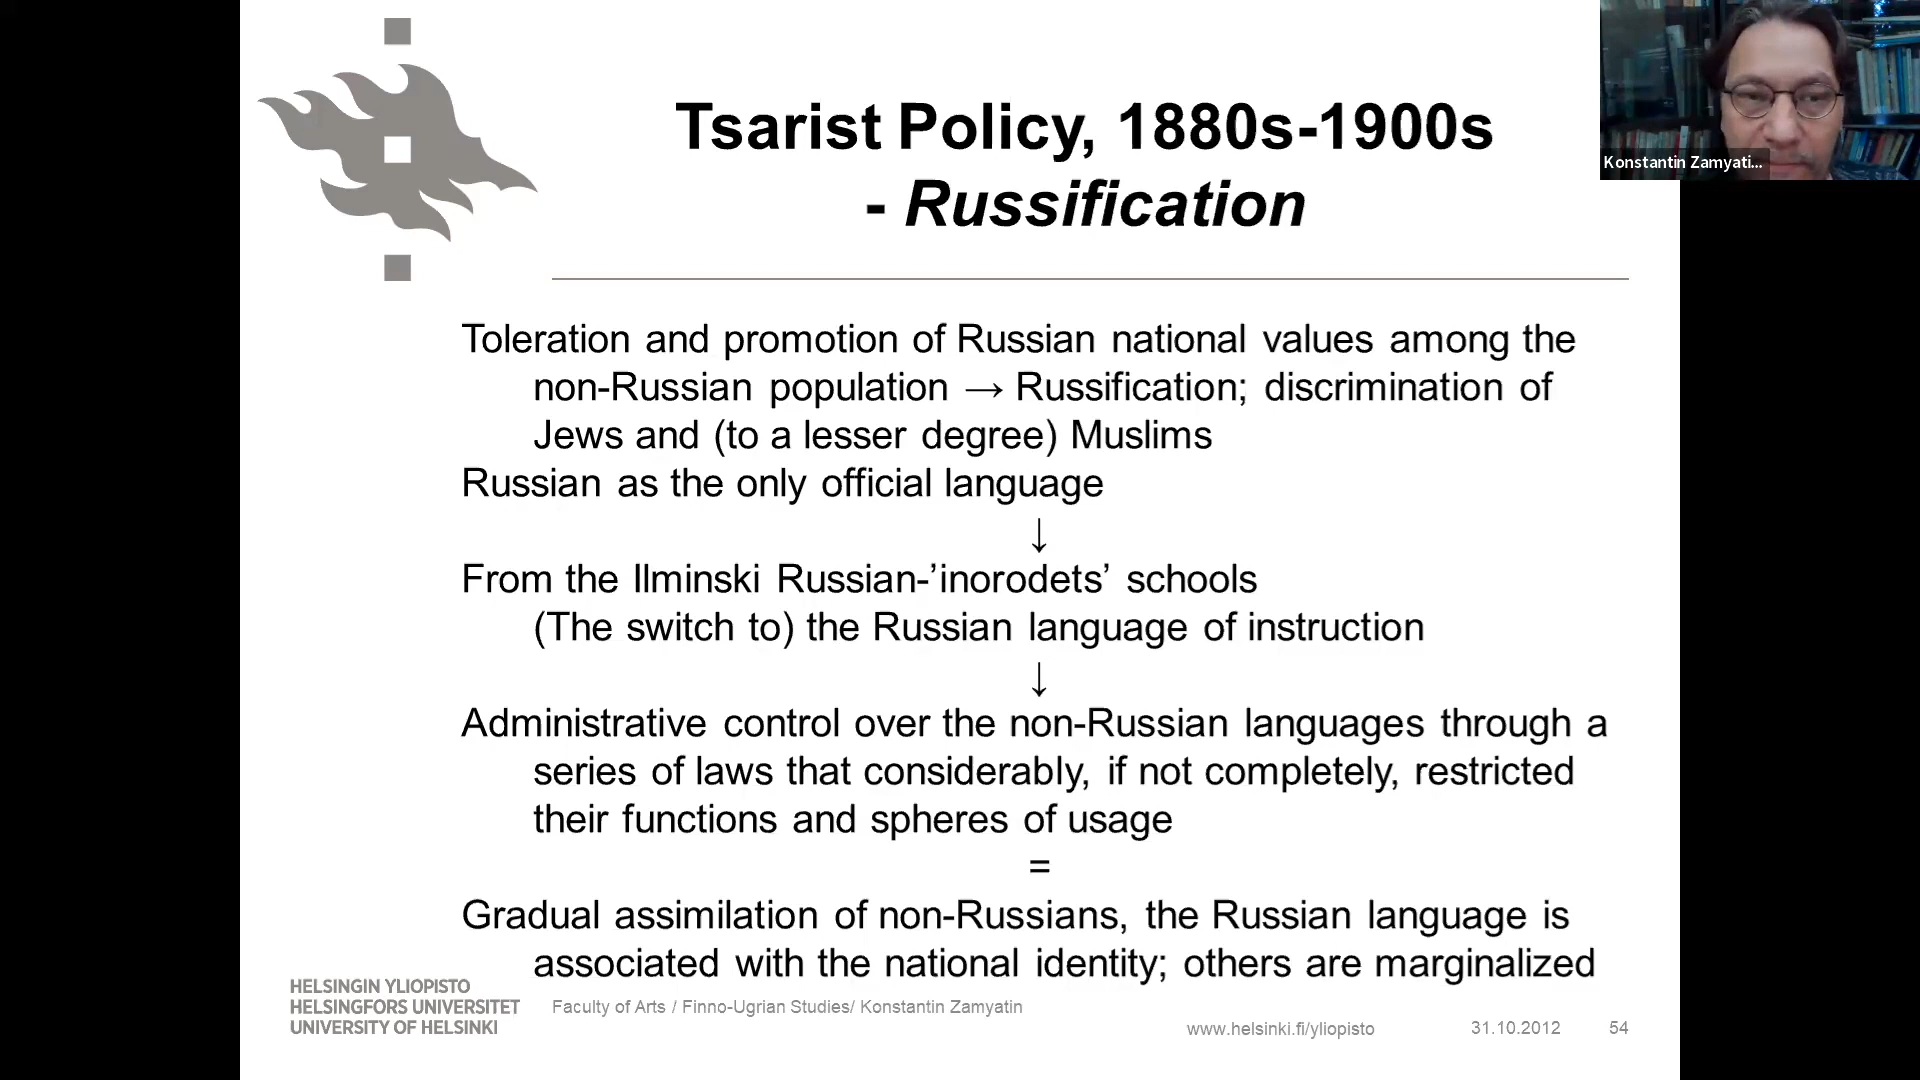 Tsarist Policy, 1880s-1900s
- Russification
Konstantin Zamyati...
Toleration and promotion of Russian national values among the
non-Russian population → Russification; discrimination of
Jews and (to a lesser degree) Muslims
Russian as the only official language
↓
From the Ilminski Russian-’inorodets’ schools
(The switch to) the Russian language of instruction
↓
Administrative control over the non-Russian languages through a
series of laws that considerably, if not completely, restricted
their functions and spheres of usage
=
Gradual assimilation of non-Russians, the Russian language is
associated with the national identity; others are marginalized
HELSINGIN YLIOPISTO
HELSINGFORS UNIVERSITET
UNIVERSITY OF HELSINKI
Faculty of Arts / Finno-Ugrian Studies/ Konstantin Zamyatin
www.helsinki.fi/yliopisto
31.10.2012
54